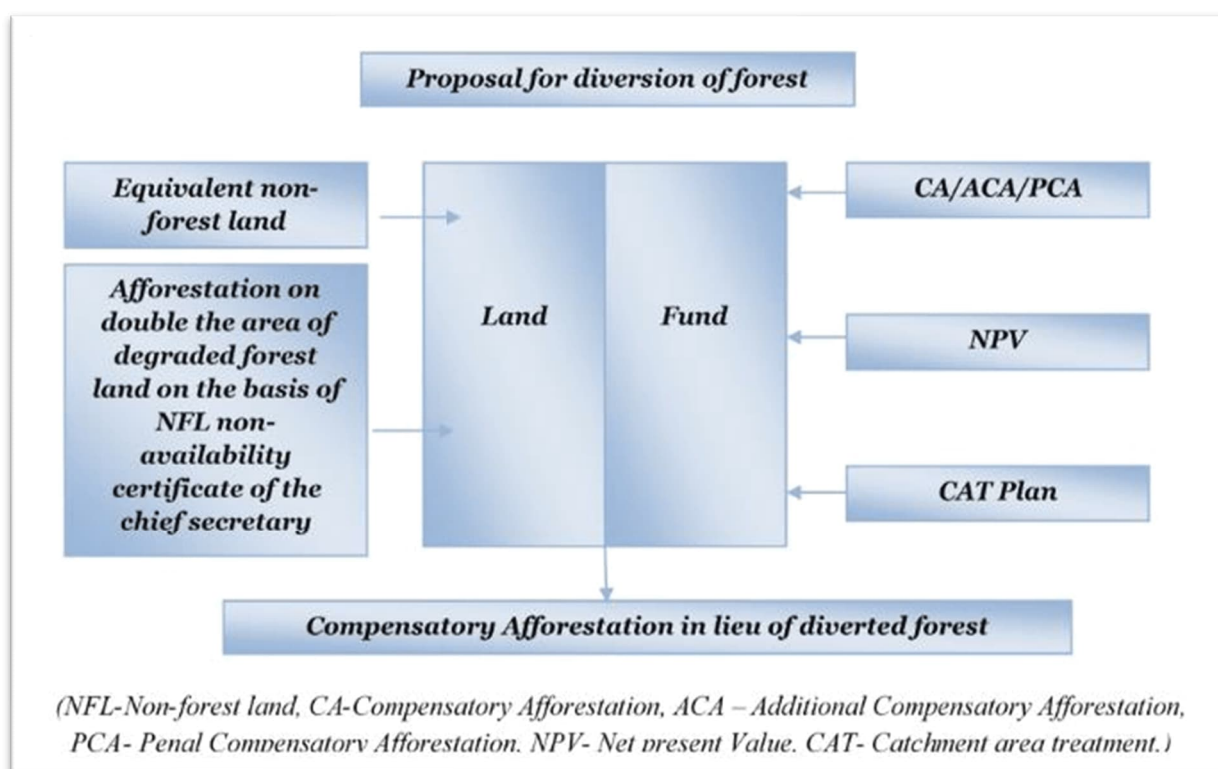 Proposal for diversion of forest
Equivalent non-
forest land
Afforestation on
double the area of
degraded forest
land on the basis of
NFL non-
availability
certificate of the
chief secretary
Land
Fund
CA/ACA/PCA
NPV
CAT Plan
Compensatory Afforestation in lieu of diverted forest
(NFL-Non-forest land, CA-Compensatory Afforestation, ACA – Additional Compensatory Afforestation,
PCA- Penal Compensatory Afforestation, NPV- Net present Value, CAT- Catchment area treatment.)